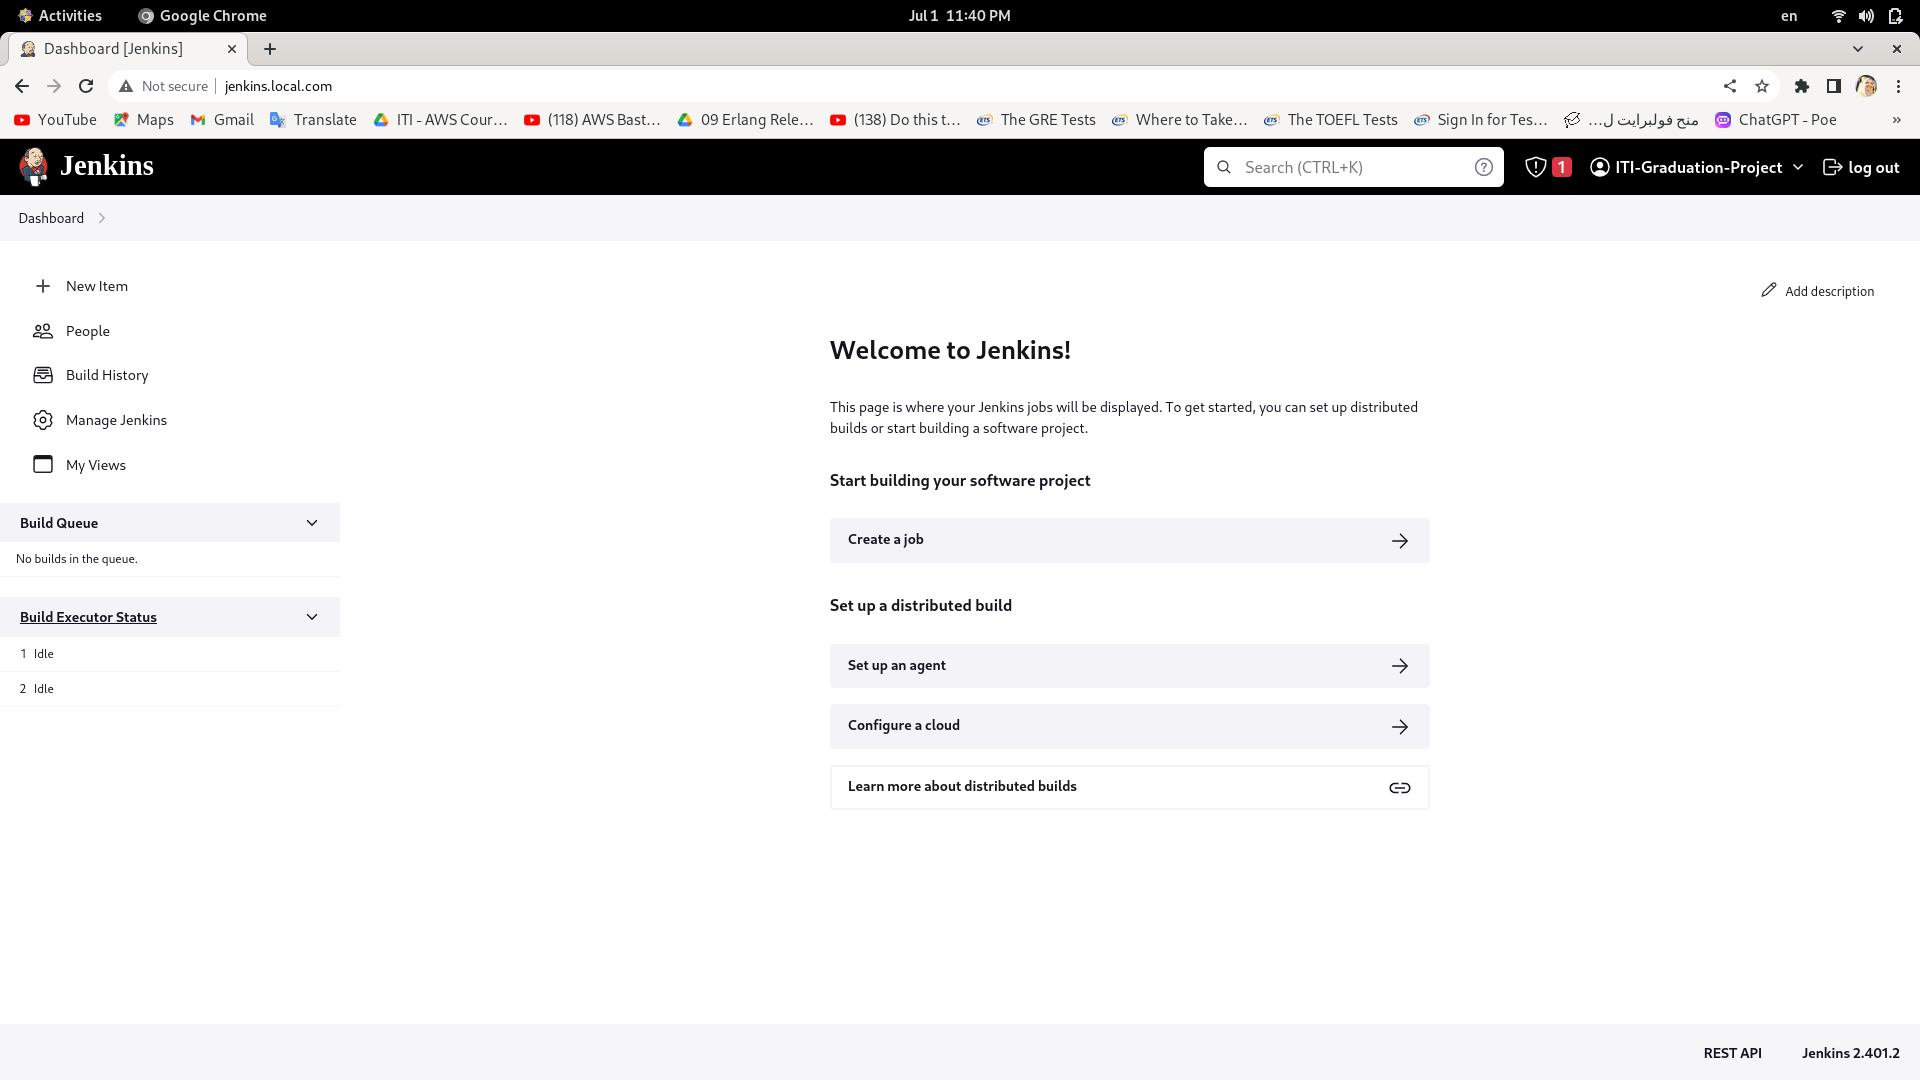 Activities
Google Chrome
Jul 1 11:40 PM
en
Dashboard [Jenkins]
Not secure
jenkins.local.com
YouTube
Maps
Gmail
Translate
ITI - AWS Cour…
(118) AWS Bast…
09 Erlang Rele…
(138) Do this t…
The GRE Tests
Where to Take…
The TOEFL Tests
Sign In for Tes…
منح فولبرايت ل…
ChatGPT - Poe
»
Jenkins
Search (CTRL+K)
1
ITI-Graduation-Project
log out
Dashboard
New Item
People
Build History
Manage Jenkins
My Views
Build Queue
No builds in the queue.
Build Executor Status
1 Idle
2 Idle
Add description
Welcome to Jenkins!
This page is where your Jenkins jobs will be displayed. To get started, you can set up distributed
builds or start building a software project.
Start building your software project
Create a job
Set up a distributed build
Set up an agent
Configure a cloud
Learn more about distributed builds
REST API
Jenkins 2.401.2